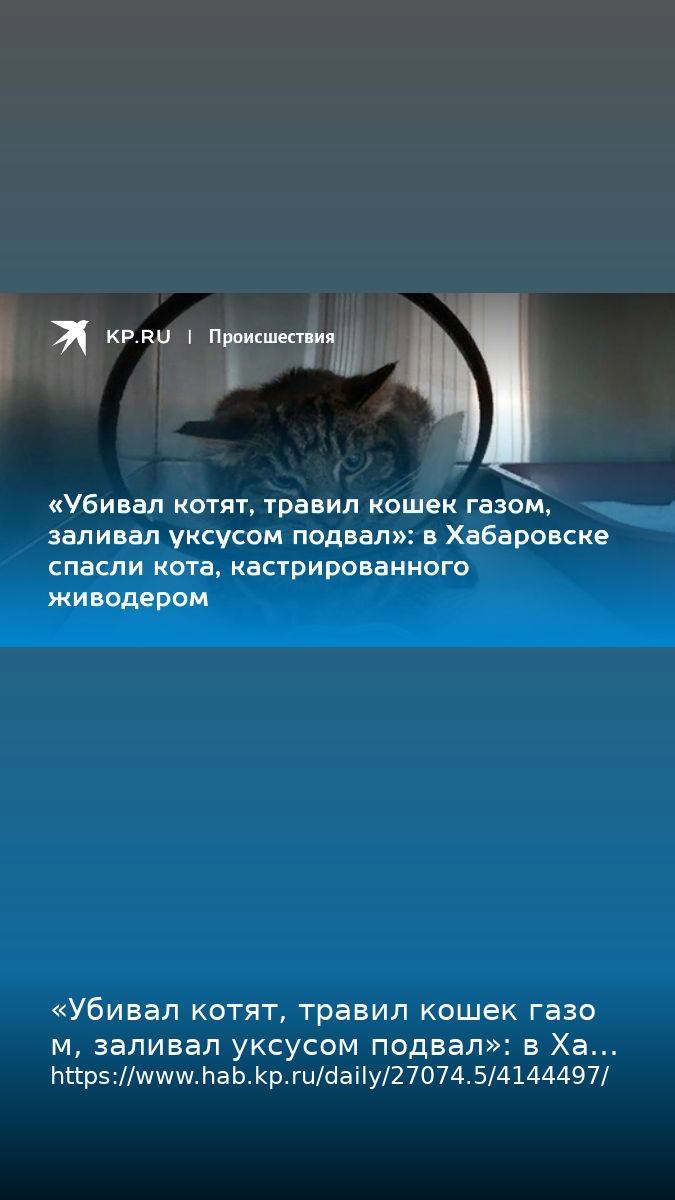 KP.RU | Происшествия
«Убивал котят, травил кошек газом,
заливал уксусом подвал»: в Хабаровске
спасли кота, кастрированного
живодером
«Убивал котят, травил кошек газо
м, заливал уксусом подвал»: в Ха...
https://www.hab.kp.ru/daily/27074.5/4144497/